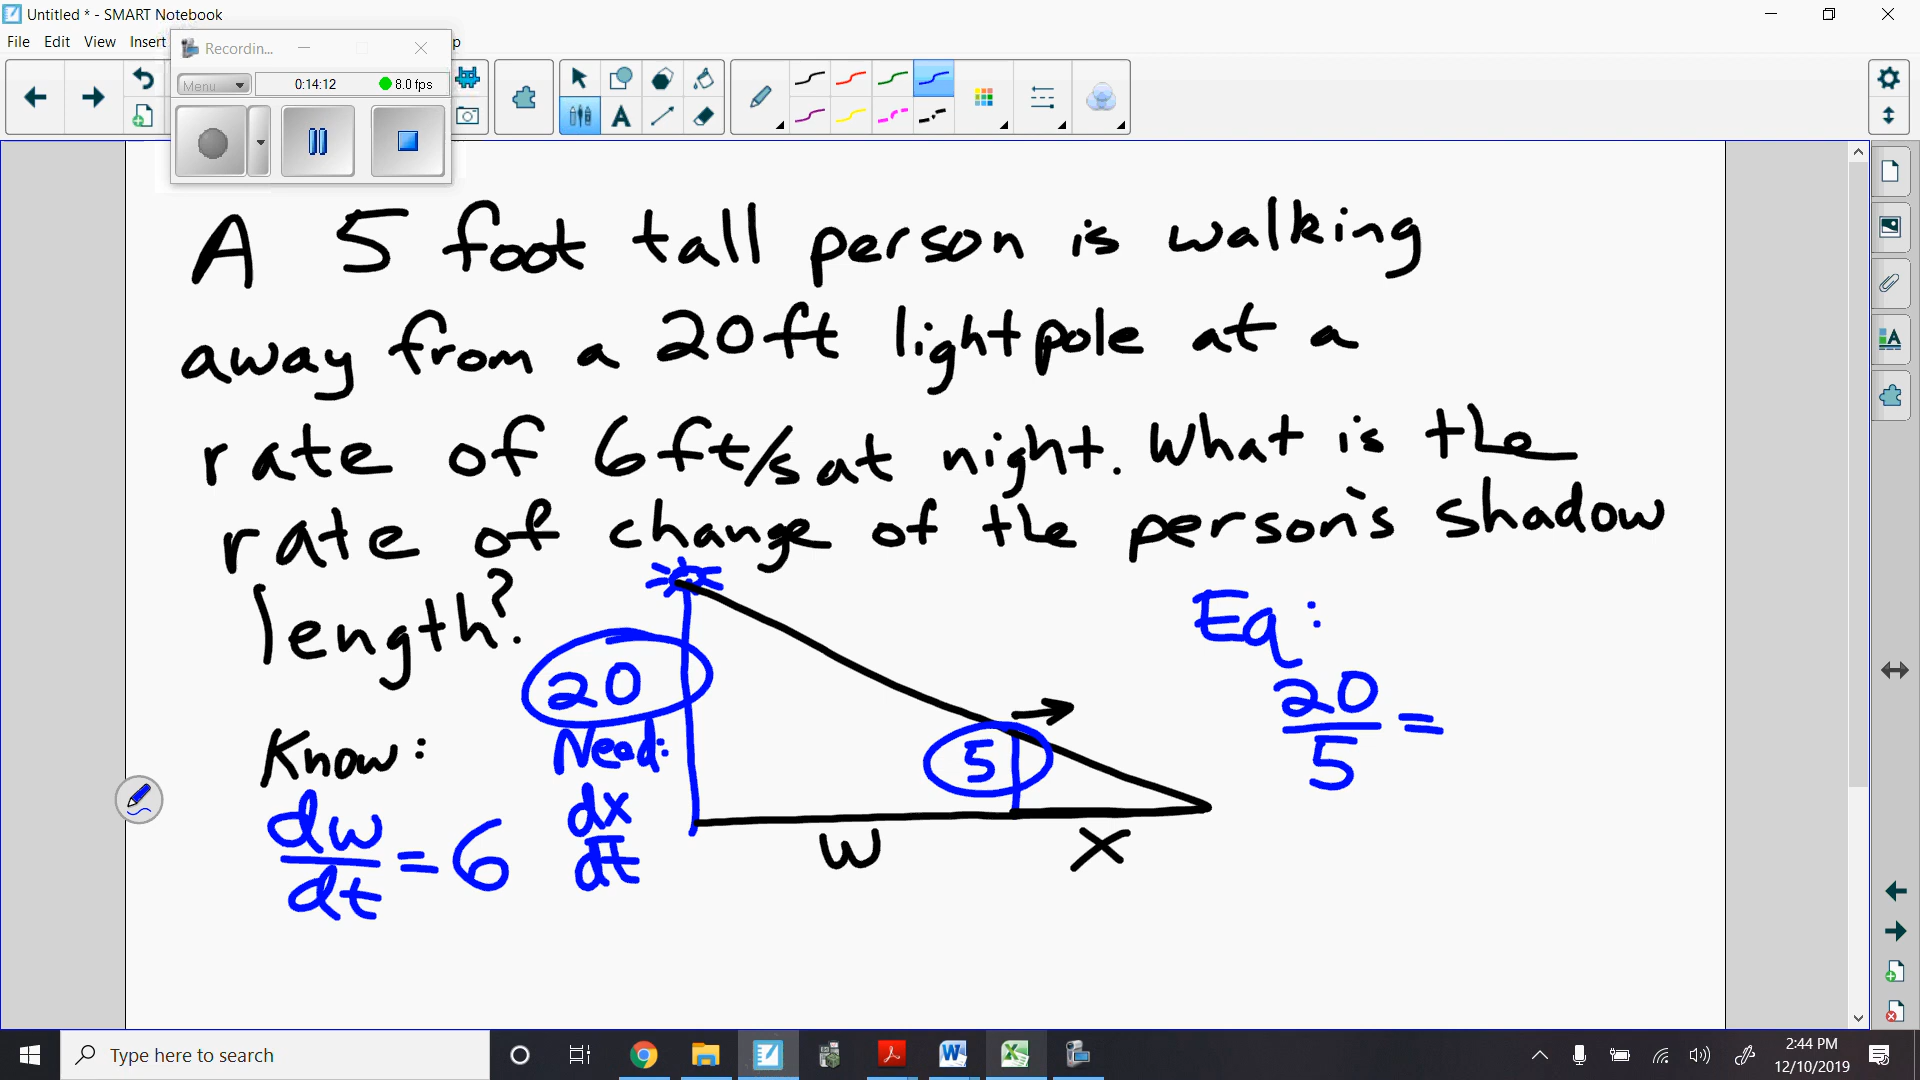 Untitled * - SMART Notebook
File Edit View Insert
Recordin...
Menu 0:14:12 8.0 fps
A 5 foot tall person is walking
away from a 20ft lightpole at a
rate of 6ft/s at night. What is the
rate of change of the person's shadow
length?
20
5
w
x
Know:
dw/dt = 6
Need:
dx/dt
Eq:
20/5 =
Type here to search
2:44 PM
12/10/2019